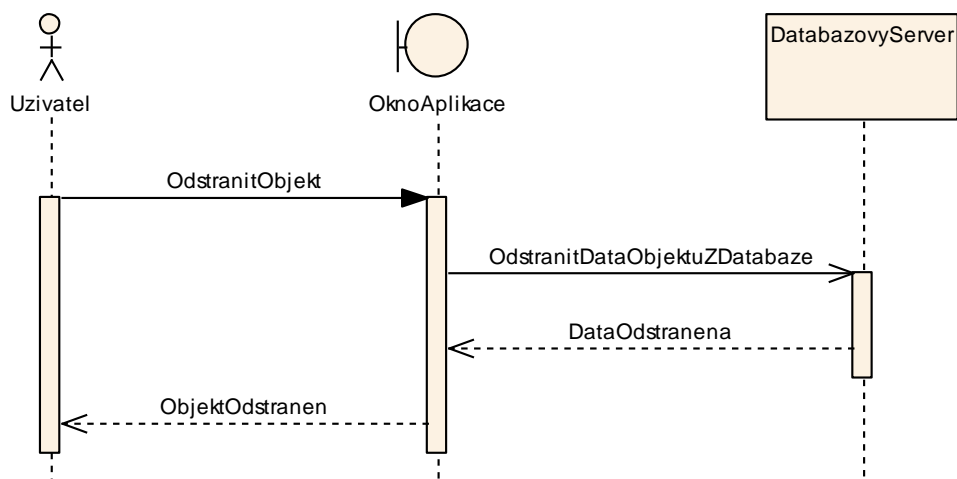 Uzivatel
OknoAplikace
DatabazovyServer
OdstranitObjekt
OdstranitDataObjektuZDatabaze
DataOdstranena
ObjektOdstranen